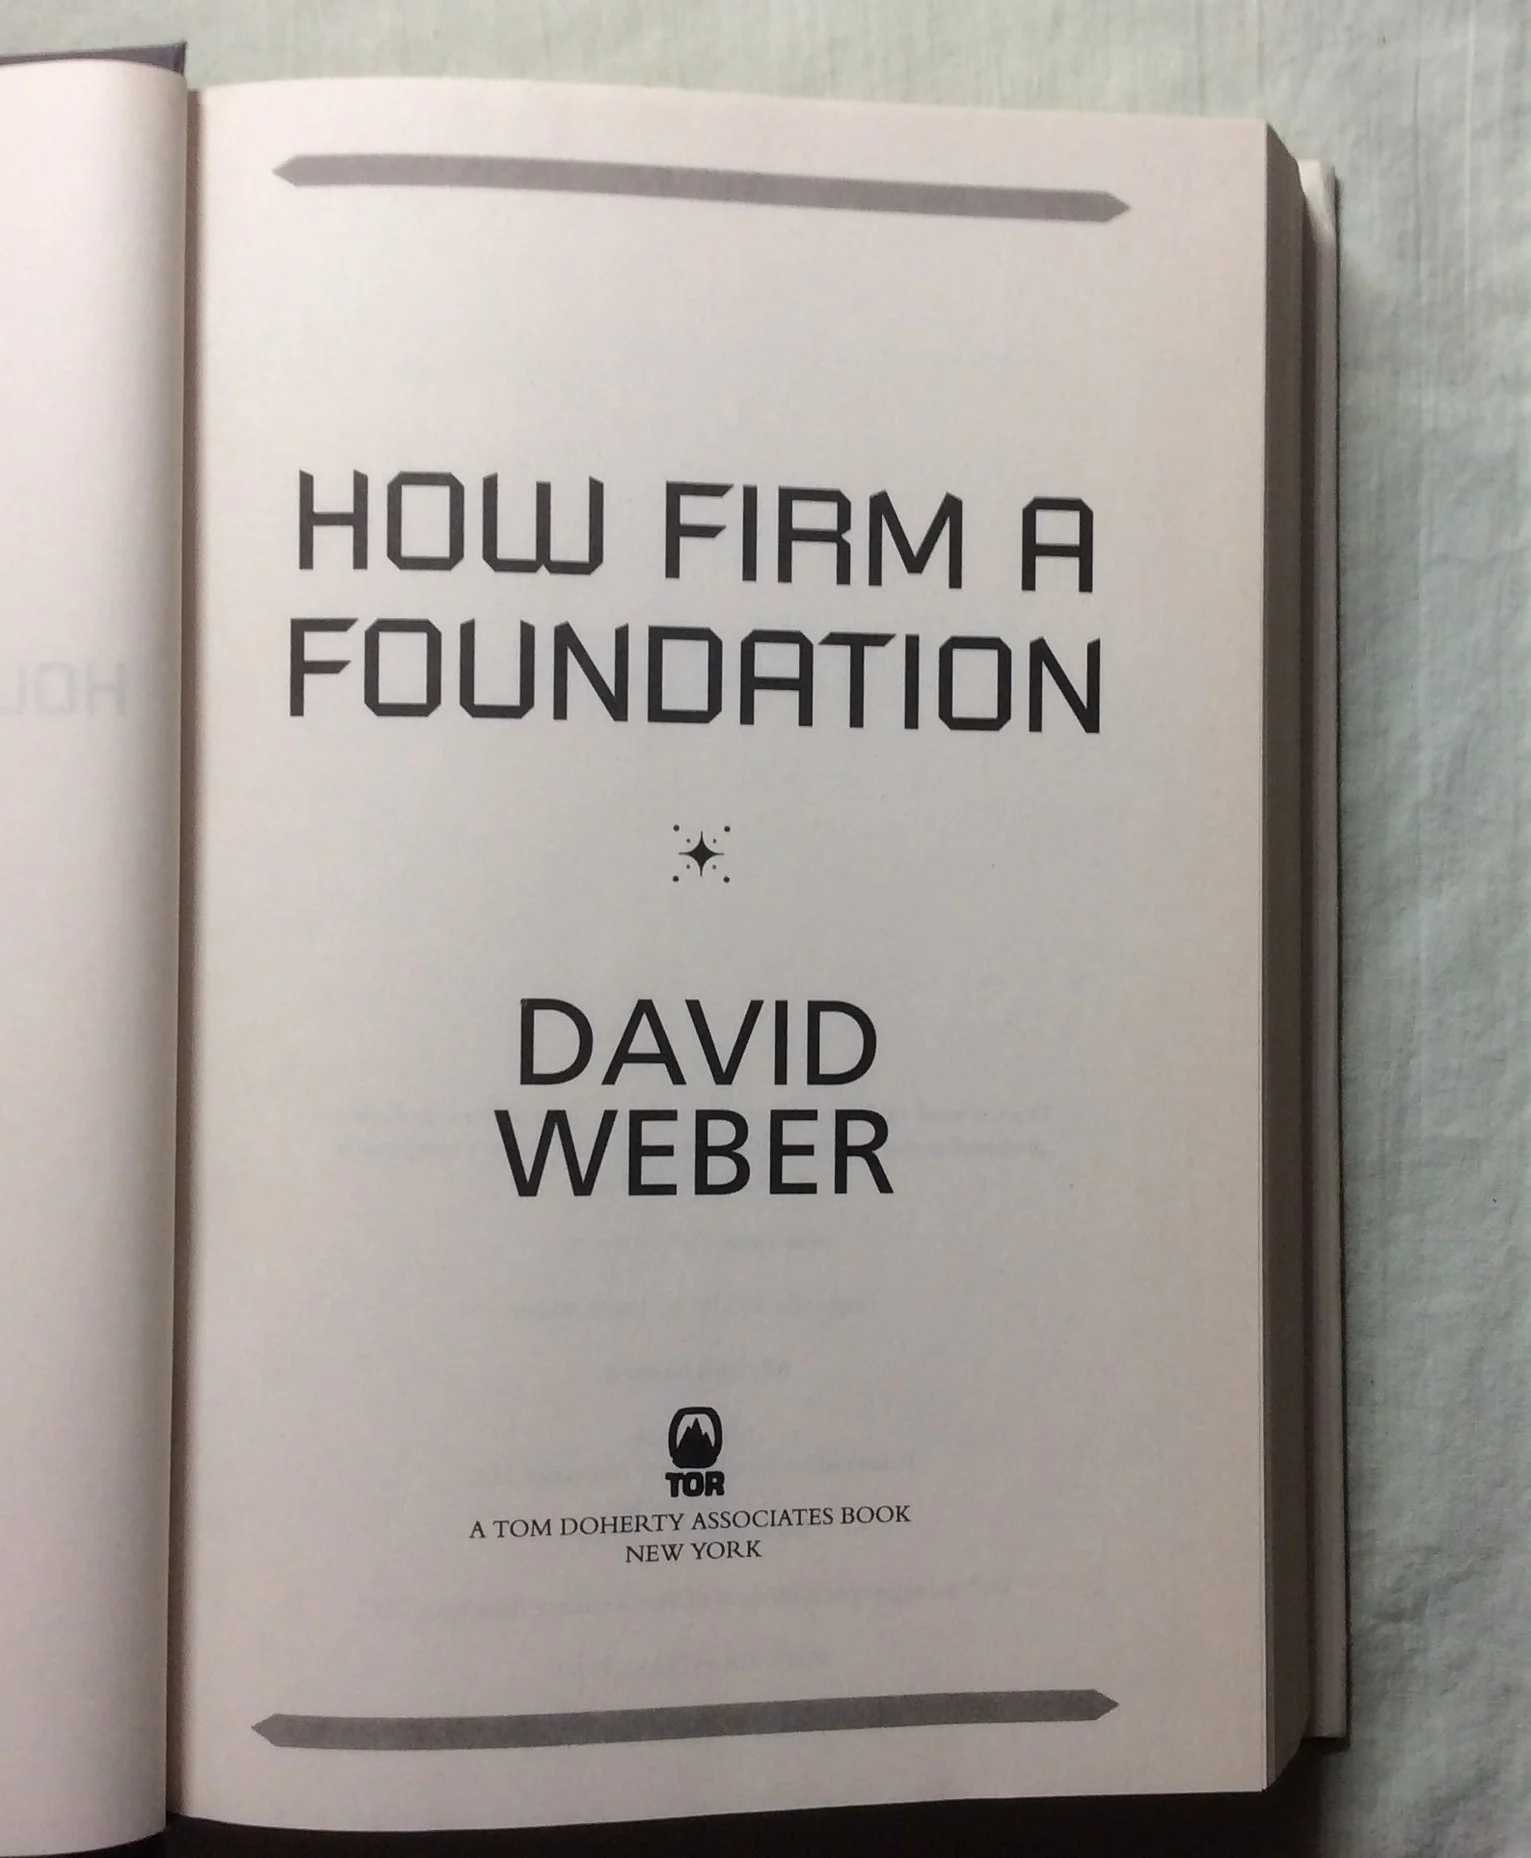 HOW FIRM A
FOUNDATION
DAVID
WEBER
TOR
A TOM DOHERTY ASSOCIATES BOOK
NEW YORK